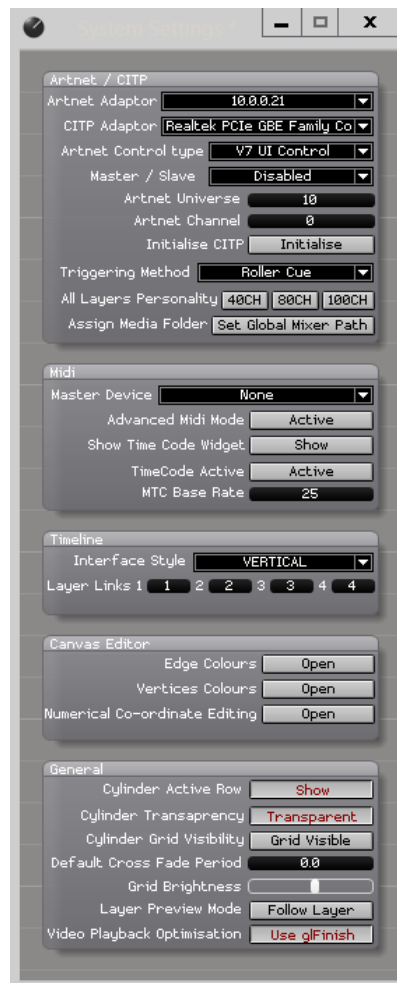 System Settings *
Artnet / CITP
Artnet Adaptor 10.0.0.21
CITP Adaptor Realtek PCIe GBE Family Co
Artnet Control type V7 UI Control
Master / Slave Disabled
Artnet Universe 10
Artnet Channel 0
Initialise CITP Initialise
Triggering Method Roller Cue
All Layers Personality 40CH 80CH 100CH
Assign Media Folder Set Global Mixer Path
Midi
Master Device None
Advanced Midi Mode Active
Show Time Code Widget Show
TimeCode Active Active
MTC Base Rate 25
Timeline
Interface Style VERTICAL
Layer Links 1 1 2 2 3 3 4 4
Canvas Editor
Edge Colours Open
Vertices Colours Open
Numerical Co-ordinate Editing Open
General
Cylinder Active Row Show
Cylinder Transaprency Transparent
Cylinder Grid Visibility Grid Visible
Default Cross Fade Period 0.0
Grid Brightness
Layer Preview Mode Follow Layer
Video Playback Optimisation Use glFinish